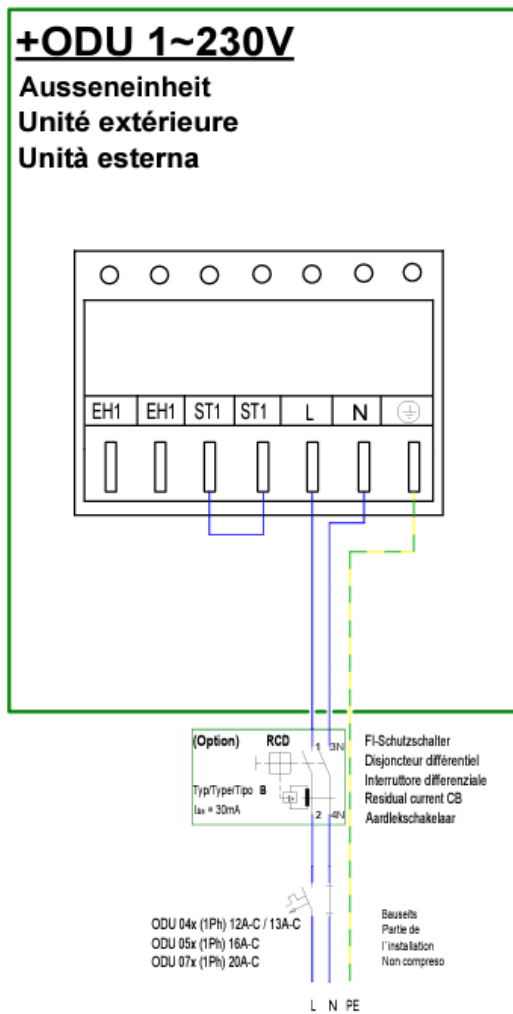 +ODU 1~230V
Ausseneinheit
Unité extérieure
Unità esterna
EH1 EH1 ST1 ST1 L N
(Option) RCD 1 3N
Typ/Type/Tipo B
I∆n = 30mA
2 4N
FI-Schutzschalter
Disjoncteur différentiel
Interruttore differenziale
Residual current CB
Aardlekschakelaar
ODU 04x (1Ph) 12A-C / 13A-C
ODU 05x (1Ph) 16A-C
ODU 07x (1Ph) 20A-C
Bauseits
Partie de
l´installation
Non compreso
L N PE